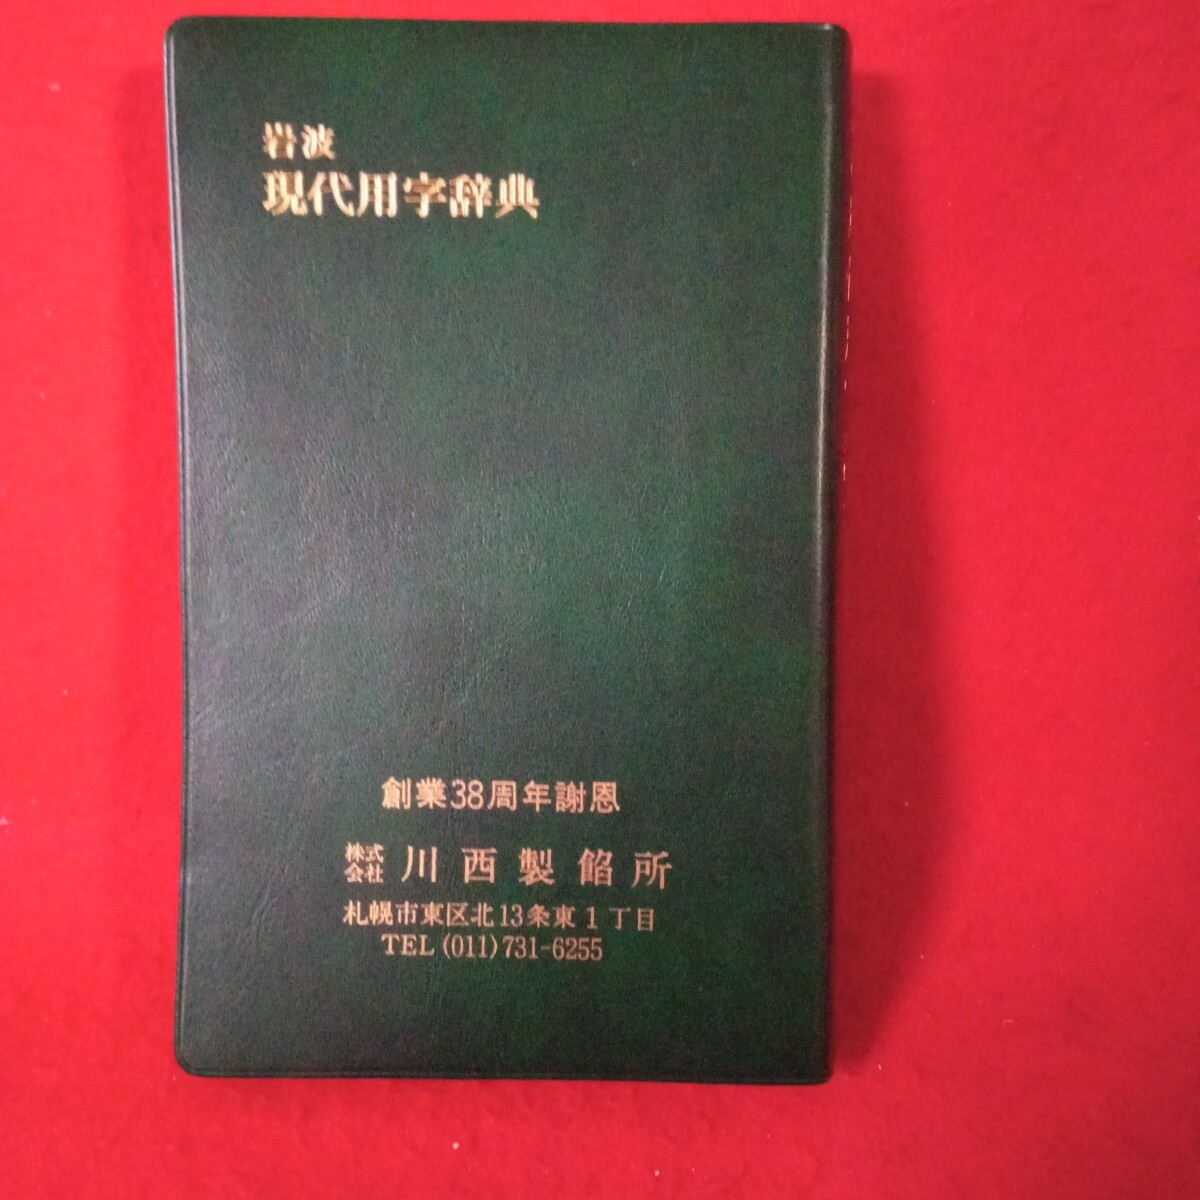 岩波
現代用字辞典
創業38周年謝恩
株式会社 川西製餡所
札幌市東区北13条東1丁目
TEL (011) 731-6255